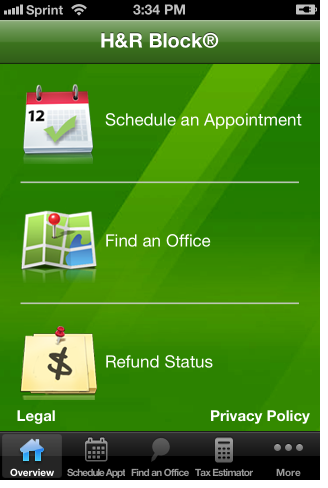 Sprint 3:34 PM
H&R Block®
12
Schedule an Appointment
Find an Office
$
Refund Status
Legal Privacy Policy
Overview Schedule Appt Find an Office Tax Estimator More